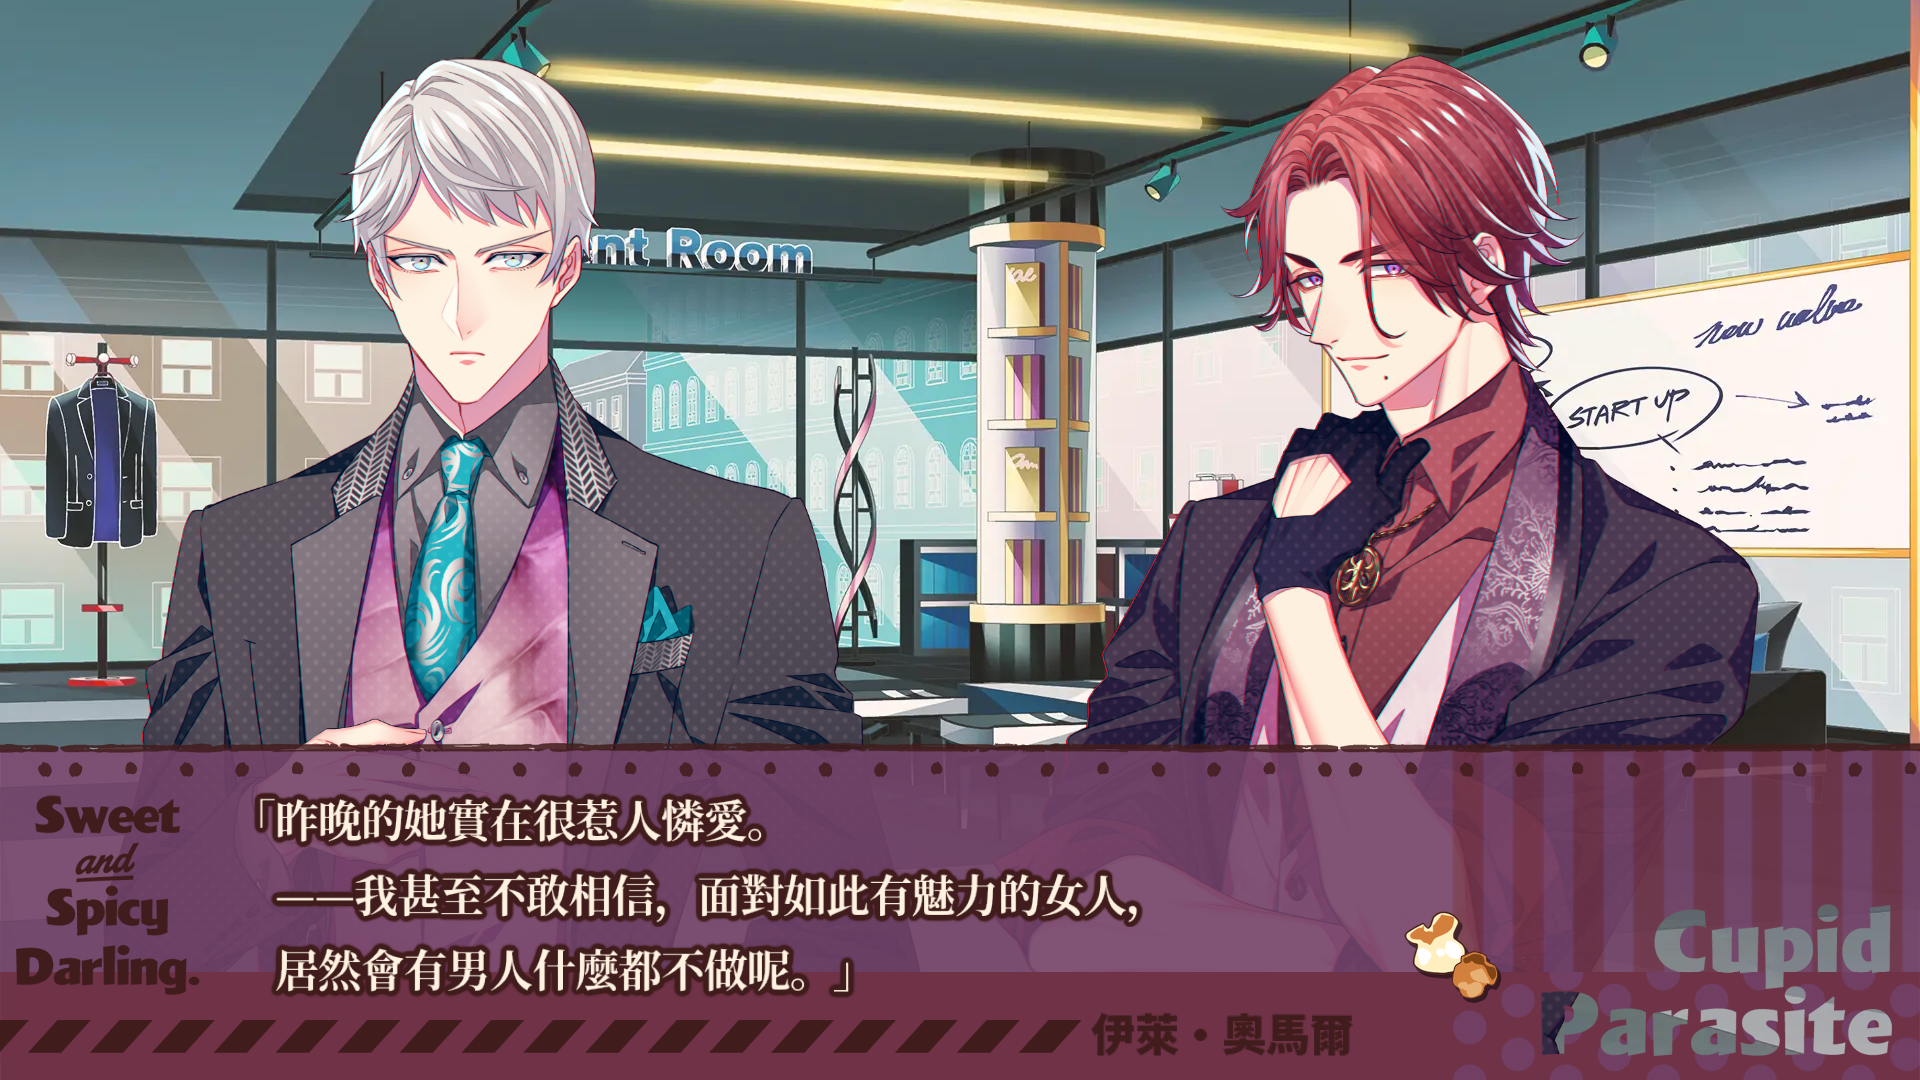 nt Room
new value
START UP
「昨晚的她實在很惹人憐愛。
——我甚至不敢相信，面對如此有魅力的女人，
居然會有男人什麼都不做呢。」
伊萊・奧馬爾
Sweet
and
Spicy
Darling.
Cupid
Parasite